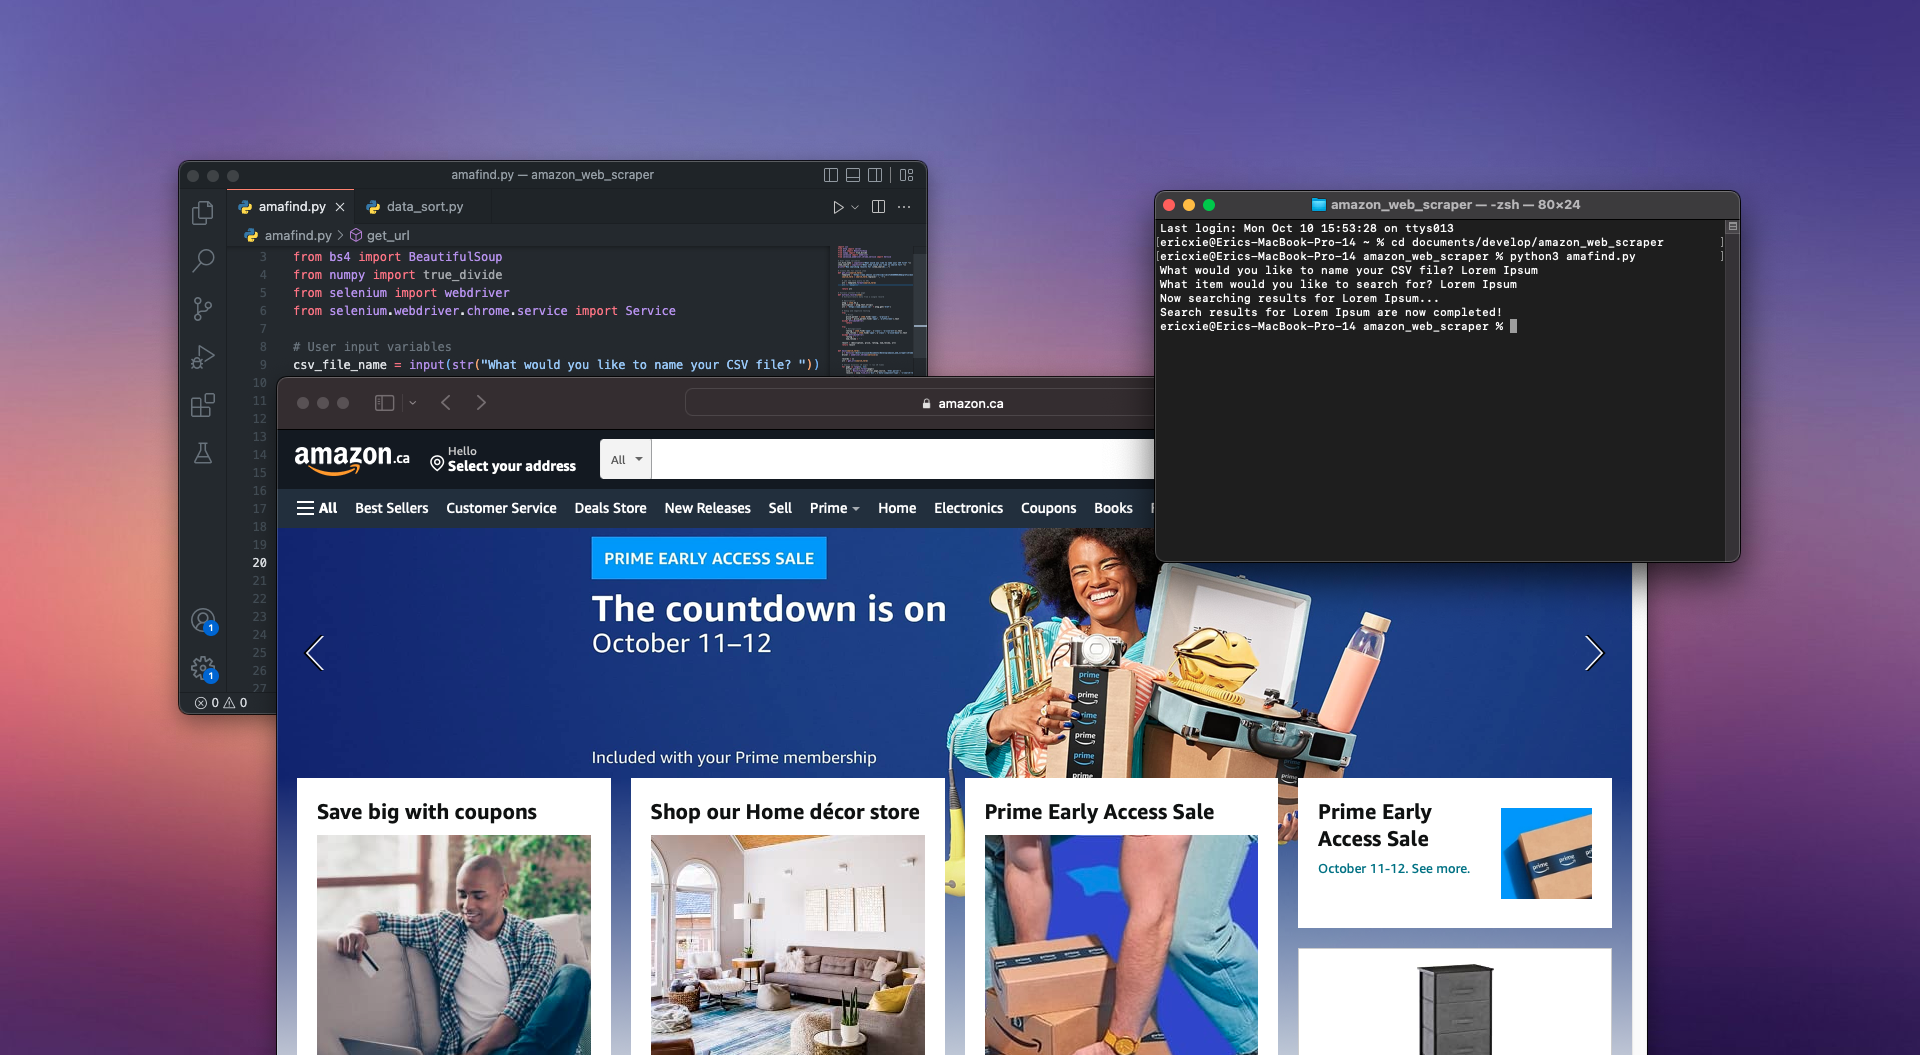 amafind.py — amazon_web_scraper
amafind.py
data_sort.py
amafind.py > get_url
3 from bs4 import BeautifulSoup
4 from numpy import true_divide
5 from selenium import webdriver
6 from selenium.webdriver.chrome.service import Service
7
8 # User input variables
9 csv_file_name = input(str("What would you like to name your CSV file? "))
10
11
12
13
14
15
16
17
18
19
20
21
22
23
24
25
26
27
1
1
0 0
amazon_web_scraper — -zsh — 80×24
Last login: Mon Oct 10 15:53:28 on ttys013
[ericxie@Erics-MacBook-Pro-14 ~ % cd documents/develop/amazon_web_scraper ]
[ericxie@Erics-MacBook-Pro-14 amazon_web_scraper % python3 amafind.py ]
What would you like to name your CSV file? Lorem Ipsum
What item would you like to search for? Lorem Ipsum
Now searching results for Lorem Ipsum...
Search results for Lorem Ipsum are now completed!
ericxie@Erics-MacBook-Pro-14 amazon_web_scraper %
amazon.ca
amazon.ca
Hello
Select your address
All
All Best Sellers Customer Service Deals Store New Releases Sell Prime Home Electronics Coupons Books
PRIME EARLY ACCESS SALE
The countdown is on
October 11–12
Included with your Prime membership
prime
prime
prime
prime
prime
prime
Save big with coupons
Shop our Home décor store
Prime Early Access Sale
Prime Early
Access Sale
October 11-12. See more.
prime prime